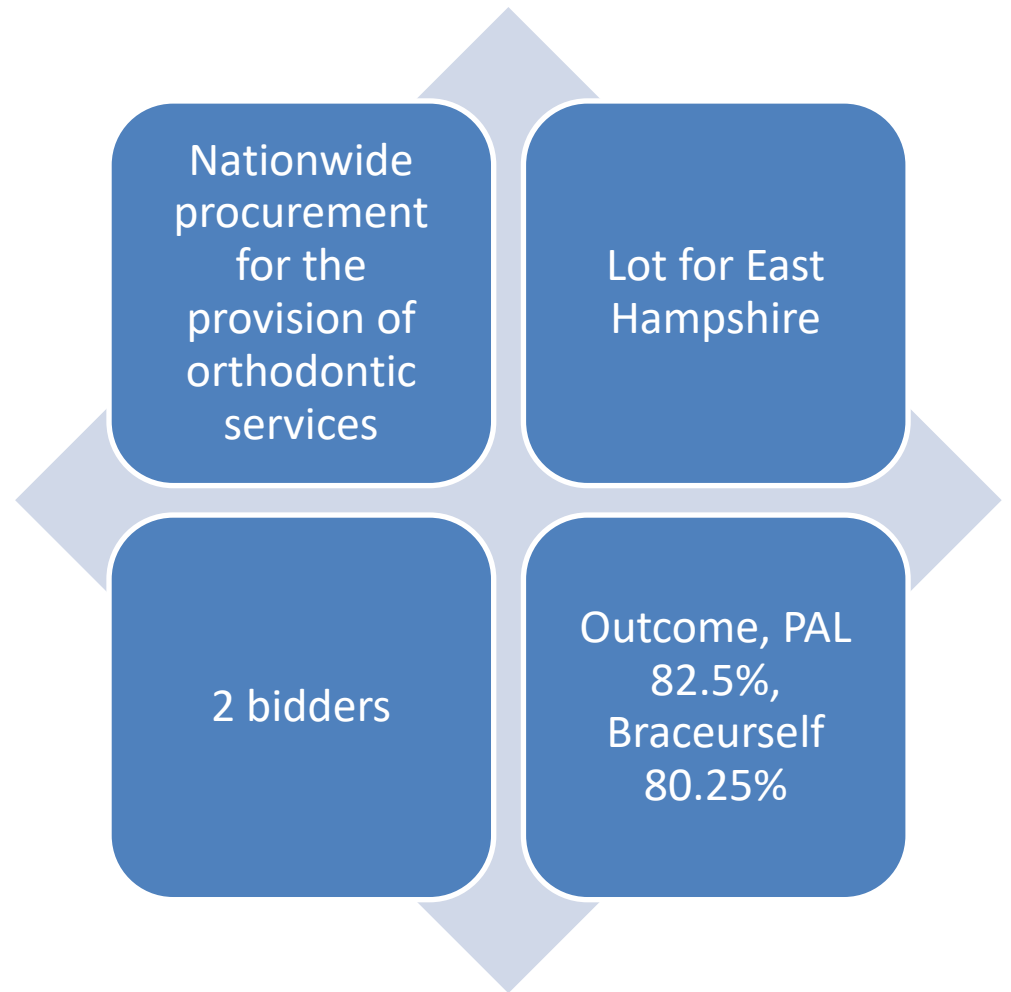 Nationwide
procurement
for the
provision of
orthodontic
services
Lot for East
Hampshire
2 bidders
Outcome, PAL
82.5%,
Braceurself
80.25%